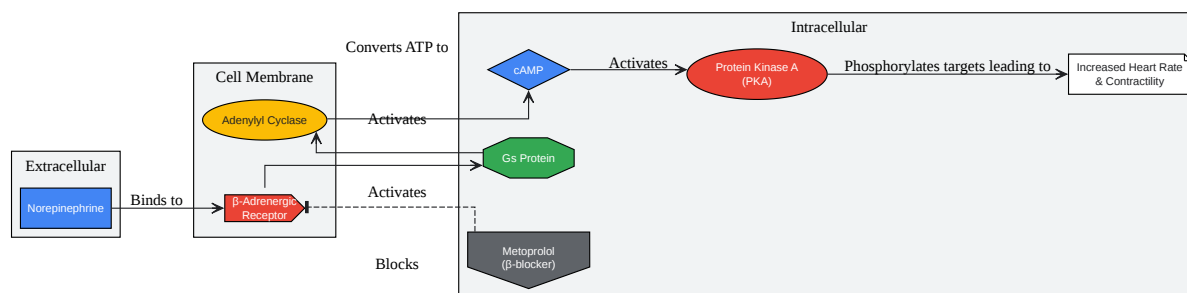 Intracellular
Converts ATP to
Cell Membrane
cAMP
Activates
Protein Kinase A
(PKA)
Phosphorylates targets leading to
Increased Heart Rate
& Contractility
Adenylyl Cyclase
Activates
Gs Protein
Extracellular
Norepinephrine
Binds to
β-Adrenergic
Receptor
Activates
Metoprolol
(β-blocker)
Blocks